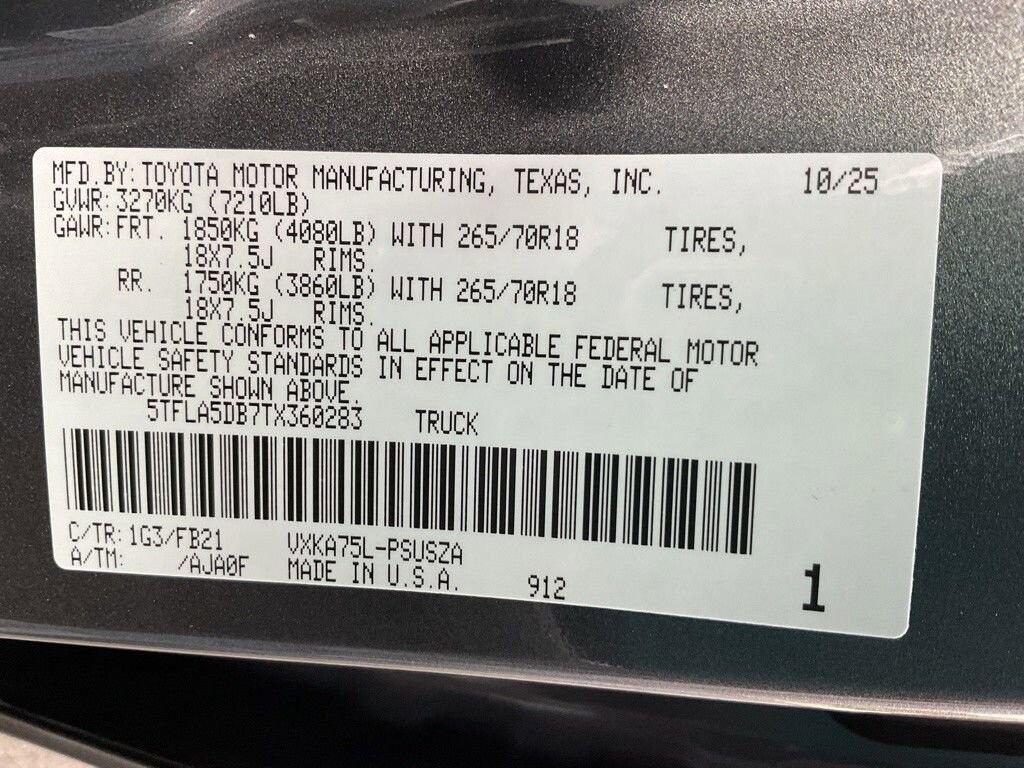 MFD.BY:TOYOTA MOTOR MANUFACTURING, TEXAS, INC. 10/25
GVWR:3270KG (7210LB)
GAWR:FRT. 1850KG (4080LB) WITH 265/70R18 TIRES,
18X7.5J RIMS.
RR. 1750KG (3860LB) WITH 265/70R18 TIRES,
18X7.5J RIMS.
THIS VEHICLE CONFORMS TO ALL APPLICABLE FEDERAL MOTOR
VEHICLE SAFETY STANDARDS IN EFFECT ON THE DATE OF
MANUFACTURE SHOWN ABOVE.
5TFLA5DB7TX360283 TRUCK
C/TR:1G3/FB21 VXKA75L-PSUSZA
A/TM: /AJA0F MADE IN U.S.A. 912 1